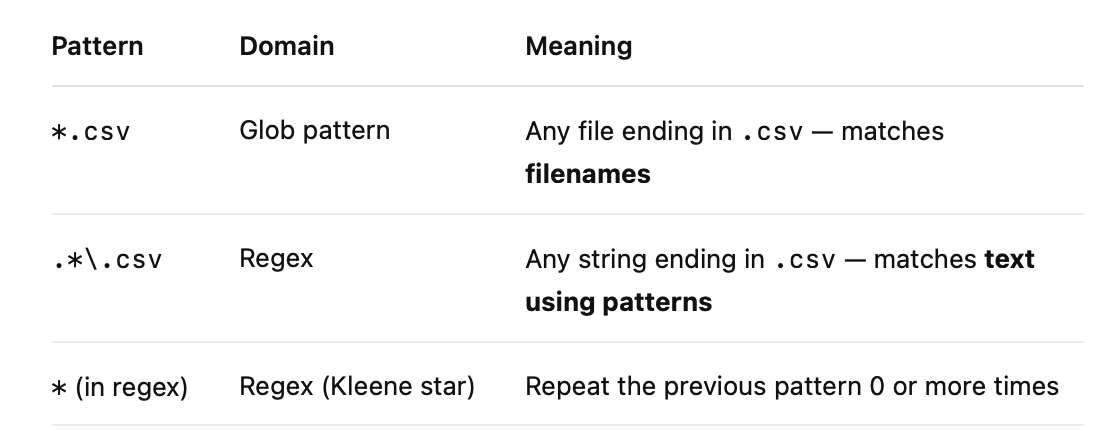 Pattern Domain Meaning
*.csv Glob pattern Any file ending in .csv — matches
filenames
.*\.csv Regex Any string ending in .csv — matches text
using patterns
* (in regex) Regex (Kleene star) Repeat the previous pattern 0 or more times